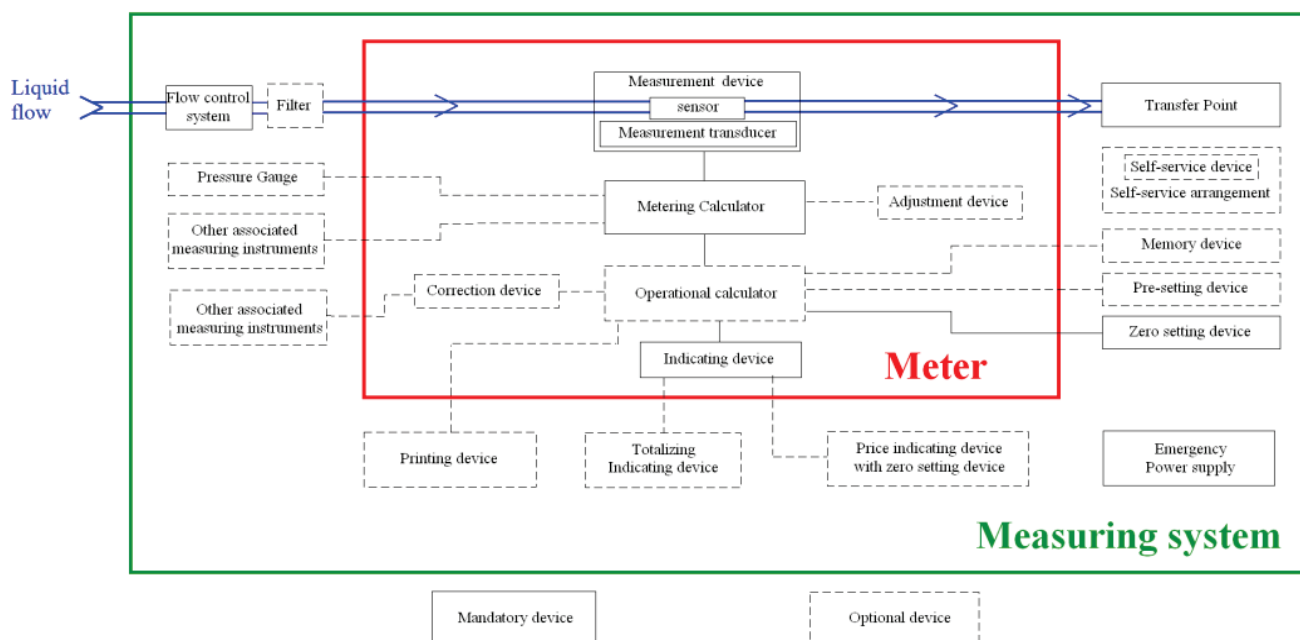 Liquid
flow
Flow control
system
Filter
Measurement device
sensor
Measurement transducer
Transfer Point
Pressure Gauge
Self-service device
Self-service arrangement
Metering Calculator
Adjustment device
Other associated
measuring instruments
Memory device
Correction device
Operational calculator
Pre-setting device
Other associated
measuring instruments
Zero setting device
Indicating device
Meter
Printing device
Totalizing
Indicating device
Price indicating device
with zero setting device
Emergency
Power supply
Measuring system
Mandatory device
Optional device